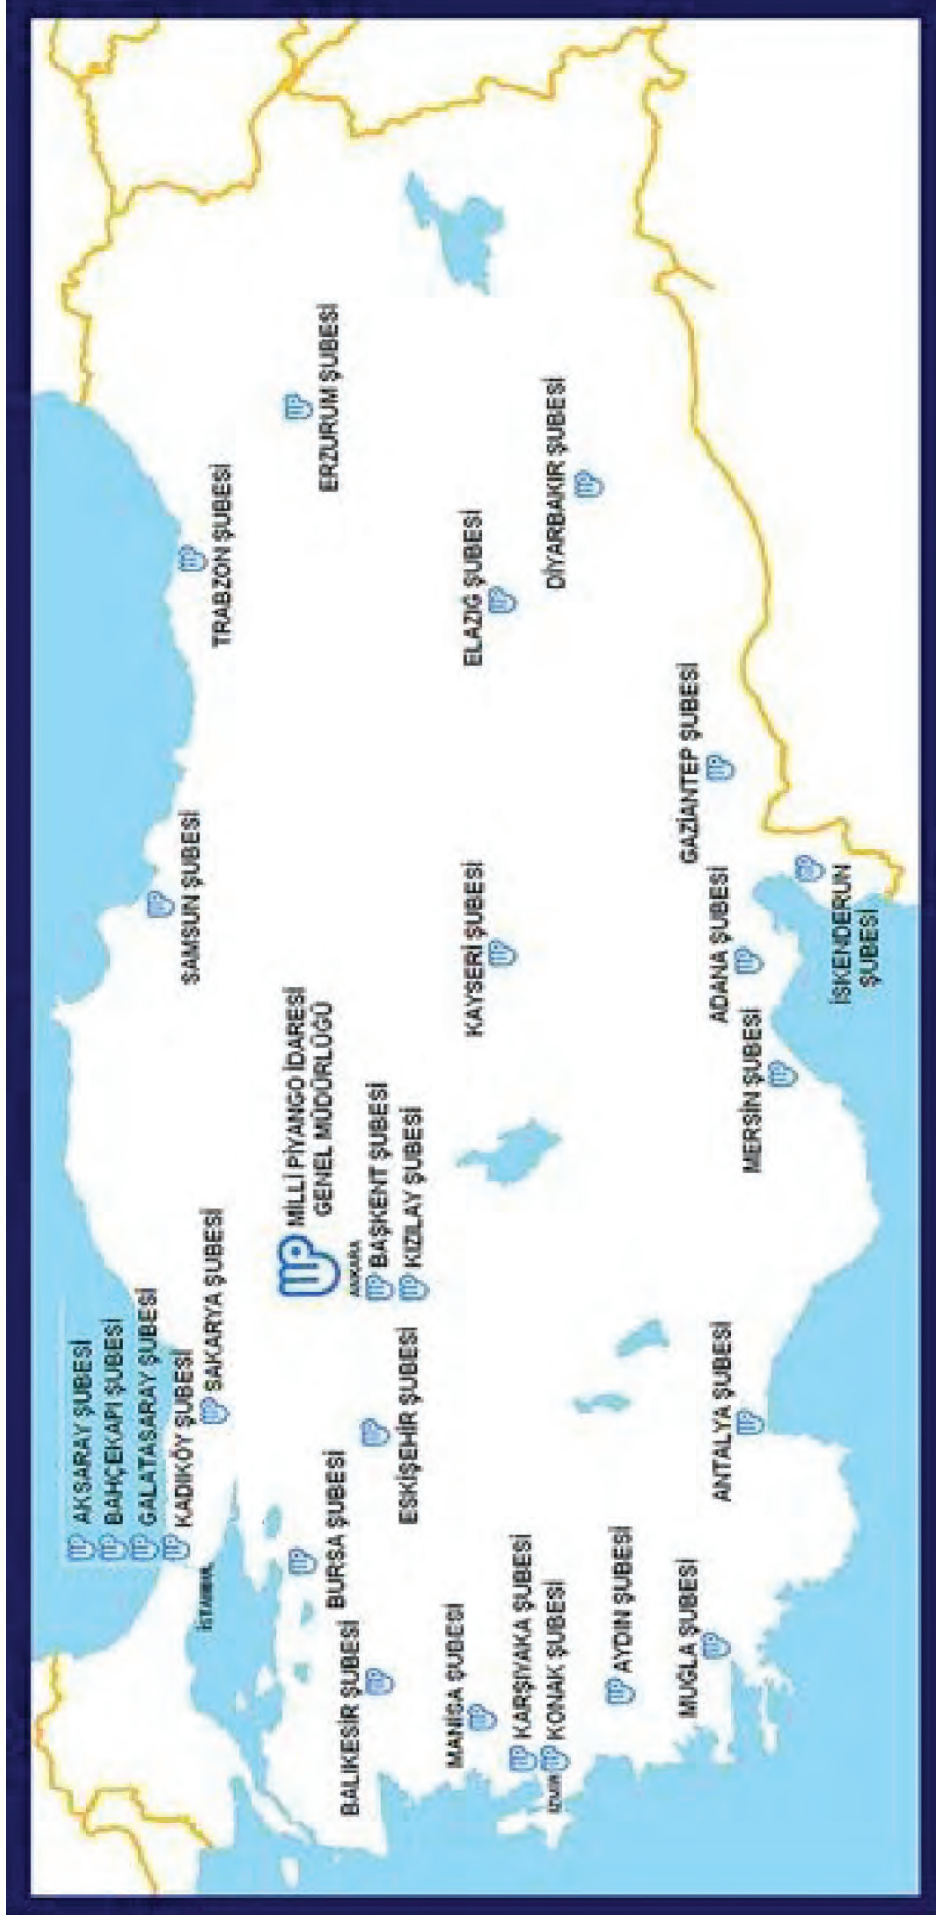 AKSARAY ŞUBESİ
BAHÇEKAPI ŞUBESİ
GALATASARAY ŞUBESİ
KADIKÖY ŞUBESİ
İSTANBUL
SAKARYA ŞUBESİ
SAMSUN ŞUBESİ
TRABZON ŞUBESİ
ERZURUM ŞUBESİ
MİLLİ PİYANGO İDARESİ
GENEL MÜDÜRLÜĞÜ
ANKARA
BAŞKENT ŞUBESİ
KIZILAY ŞUBESİ
BURSA ŞUBESİ
ESKİŞEHİR ŞUBESİ
BALIKESİR ŞUBESİ
MANİSA ŞUBESİ
KARŞIYAKA ŞUBESİ
İZMİR
KONAK ŞUBESİ
KAYSERİ ŞUBESİ
ELAZIĞ ŞUBESİ
DİYARBAKIR ŞUBESİ
AYDIN ŞUBESİ
MUĞLA ŞUBESİ
ANTALYA ŞUBESİ
MERSİN ŞUBESİ
ADANA ŞUBESİ
GAZİANTEP ŞUBESİ
İSKENDERUN
ŞUBESİ